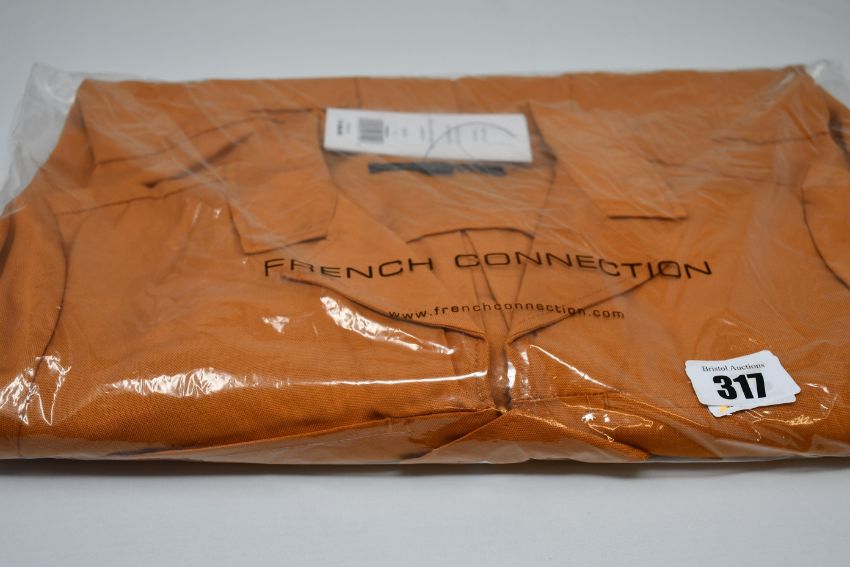 FRENCH CONNECTION
www.frenchconnection.com
Bristol Auctions
317